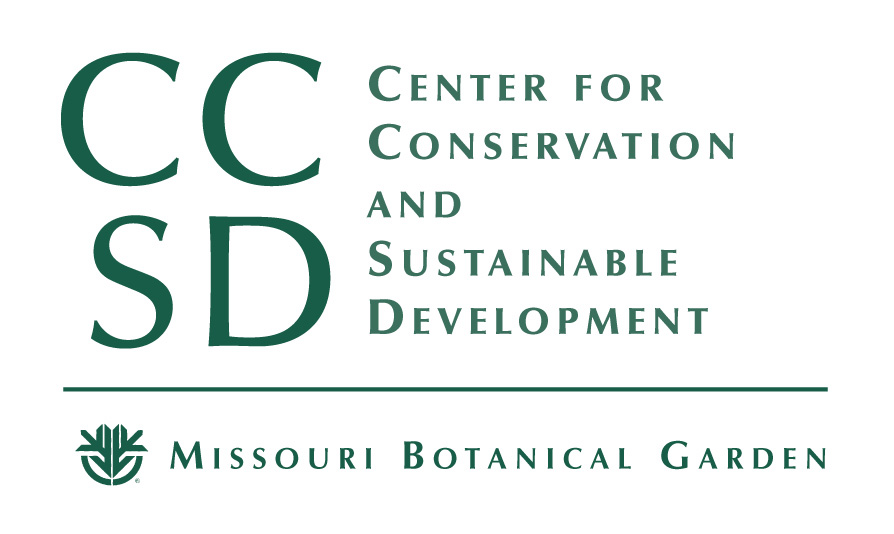 CC
SD
CENTER FOR
CONSERVATION
AND
SUSTAINABLE
DEVELOPMENT
MISSOURI BOTANICAL GARDEN